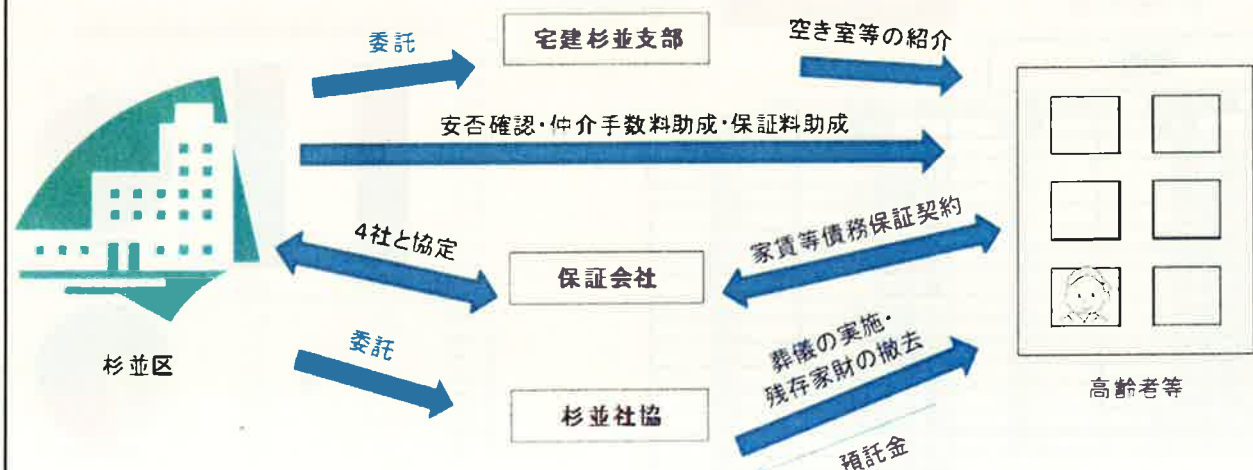 委託
宅建杉並支部
空き室等の紹介
安否確認・仲介手数料助成・保証料助成
4社と協定
保証会社
家賃等債務保証契約
杉並区
委託
杉並社協
葬儀の実施・
残存家財の撤去
預託金
高齢者等